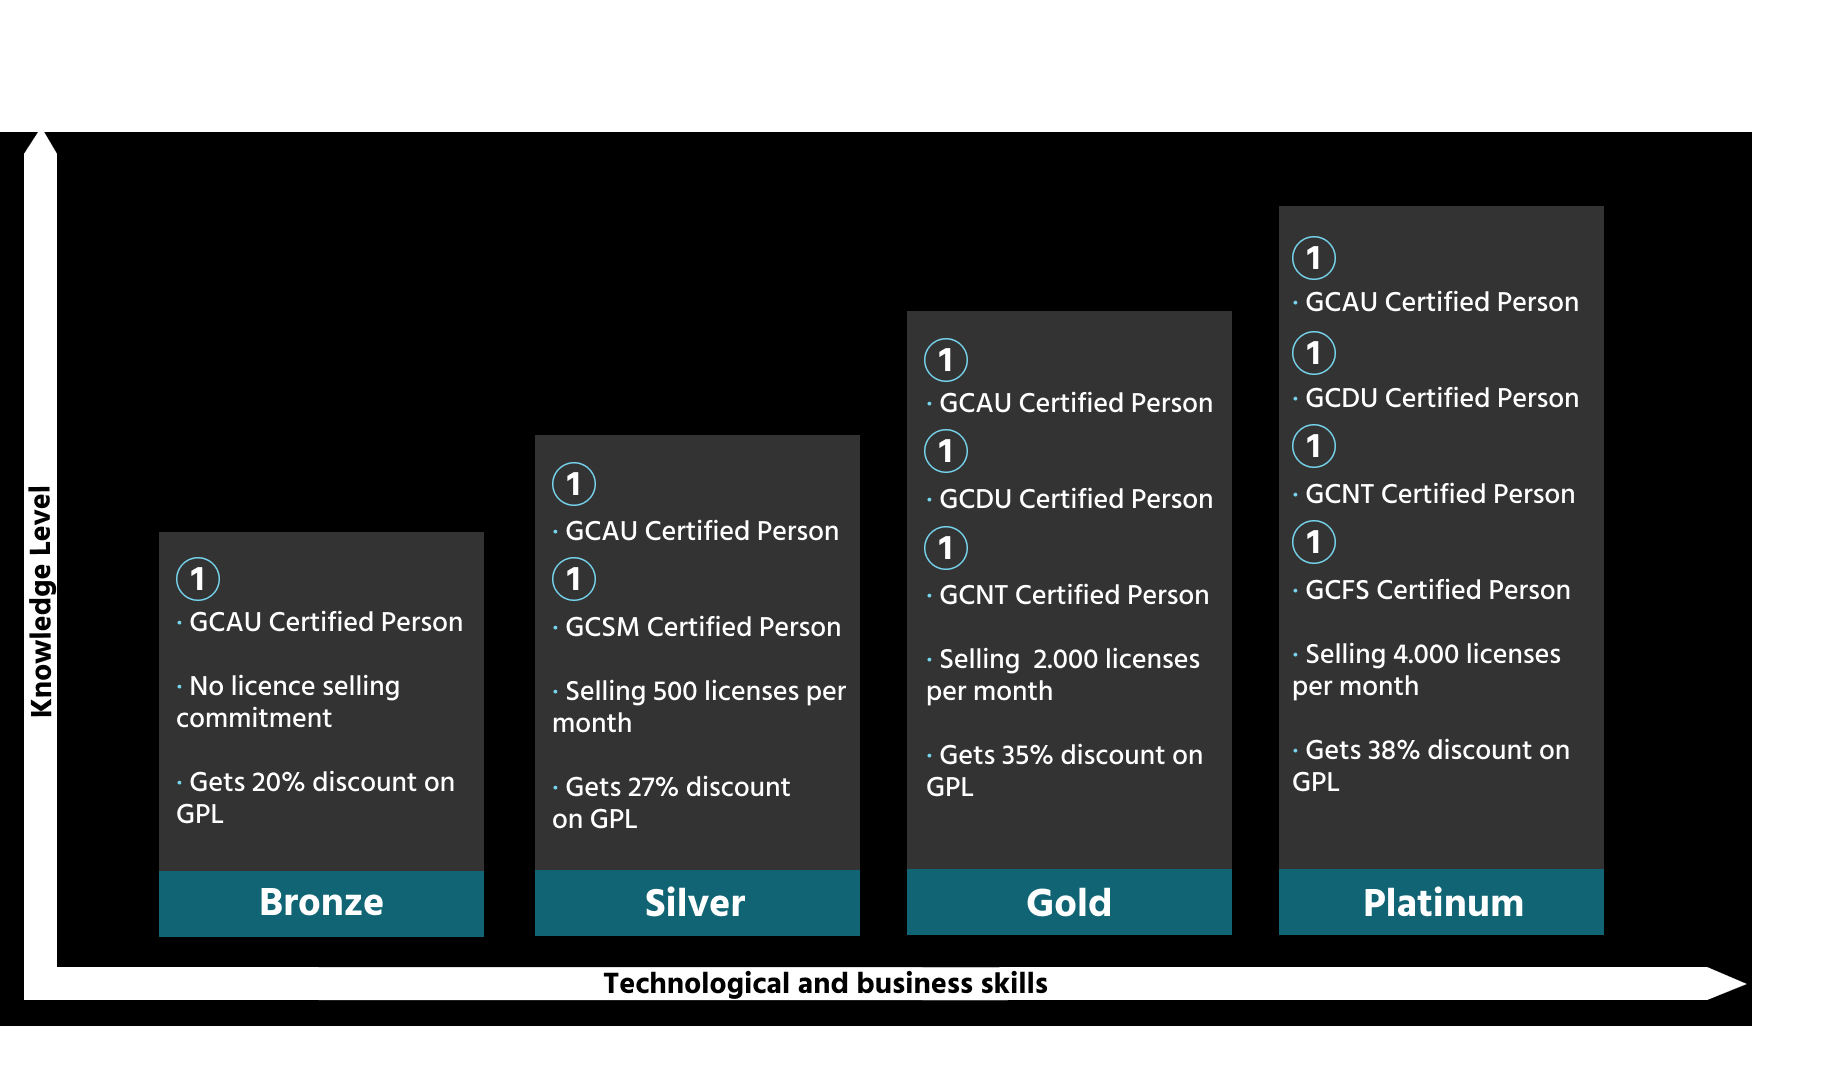 Knowledge Level
1
· GCAU Certified Person
· No licence selling
commitment
· Gets 20% discount on
GPL
Bronze
1
· GCAU Certified Person
1
· GCSM Certified Person
· Selling 500 licenses per
month
· Gets 27% discount
on GPL
Silver
1
· GCAU Certified Person
1
· GCDU Certified Person
1
· GCNT Certified Person
· Selling  2.000 licenses
per month
· Gets 35% discount on
GPL
Gold
1
· GCAU Certified Person
1
· GCDU Certified Person
1
· GCNT Certified Person
1
· GCFS Certified Person
· Selling 4.000 licenses
per month
· Gets 38% discount on
GPL
Platinum
Technological and business skills